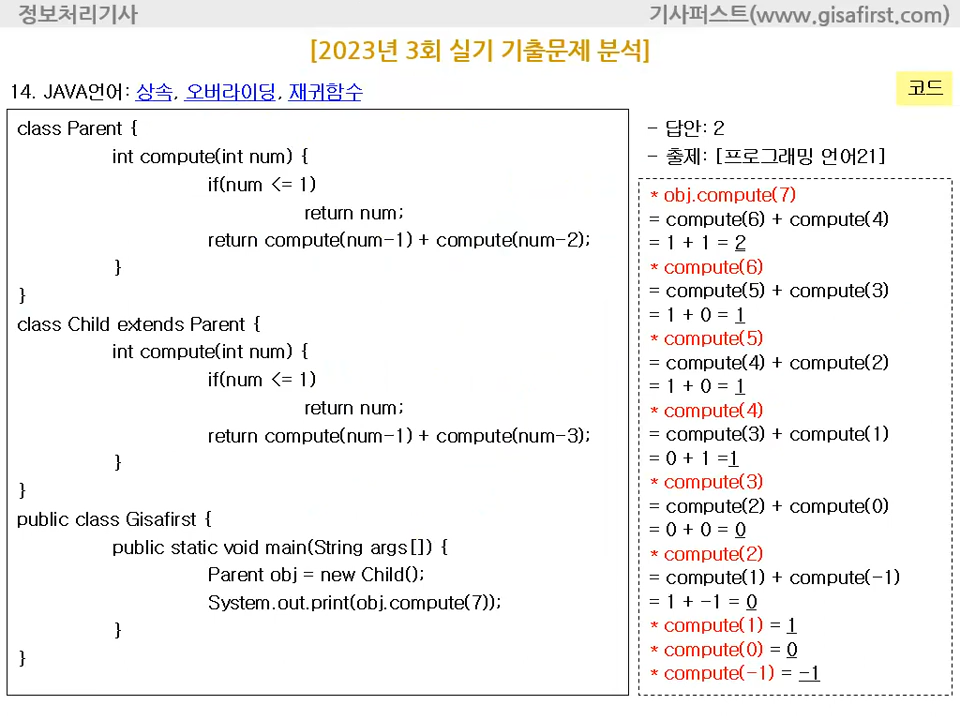 정보처리기사
기사퍼스트(www.gisafirst.com)
[2023년 3회 실기 기출문제 분석]
14. JAVA언어: 상속, 오버라이딩, 재귀함수
코드
class Parent {
int compute(int num) {
if(num <= 1)
return num;
return compute(num-1) + compute(num-2);
}
}
class Child extends Parent {
int compute(int num) {
if(num <= 1)
return num;
return compute(num-1) + compute(num-3);
}
}
public class Gisafirst {
public static void main(String args[]) {
Parent obj = new Child();
System.out.print(obj.compute(7));
}
}
- 답안: 2
- 출제: [프로그래밍 언어21]
* obj.compute(7)
= compute(6) + compute(4)
= 1 + 1 = 2
* compute(6)
= compute(5) + compute(3)
= 1 + 0 = 1
* compute(5)
= compute(4) + compute(2)
= 1 + 0 = 1
* compute(4)
= compute(3) + compute(1)
= 0 + 1 =1
* compute(3)
= compute(2) + compute(0)
= 0 + 0 = 0
* compute(2)
= compute(1) + compute(-1)
= 1 + -1 = 0
* compute(1) = 1
* compute(0) = 0
* compute(-1) = -1